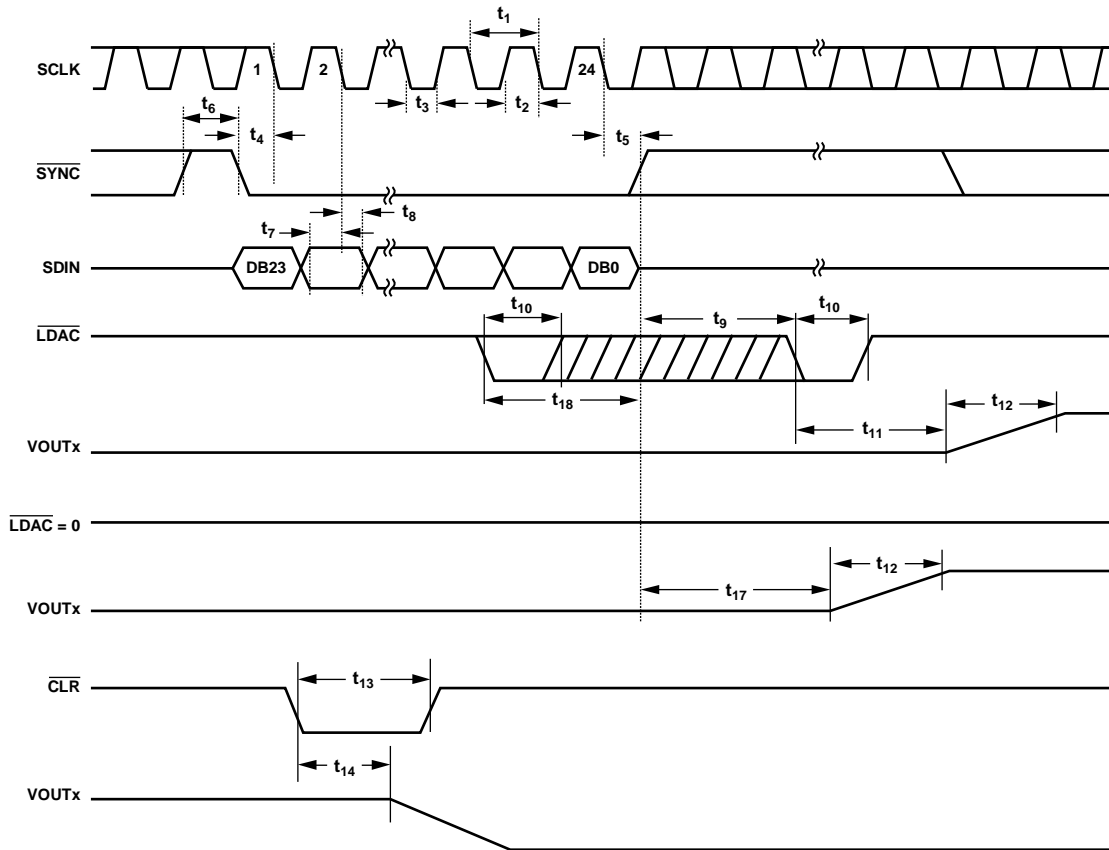 t1
SCLK
1
2
24
t3
t2
t6
t4
t5
SYNC
t8
t7
SDIN
DB23
DB0
t10
t9
t10
LDAC
t18
t11
t12
VOUTx
LDAC = 0
t12
t17
VOUTx
CLR
t13
t14
VOUTx